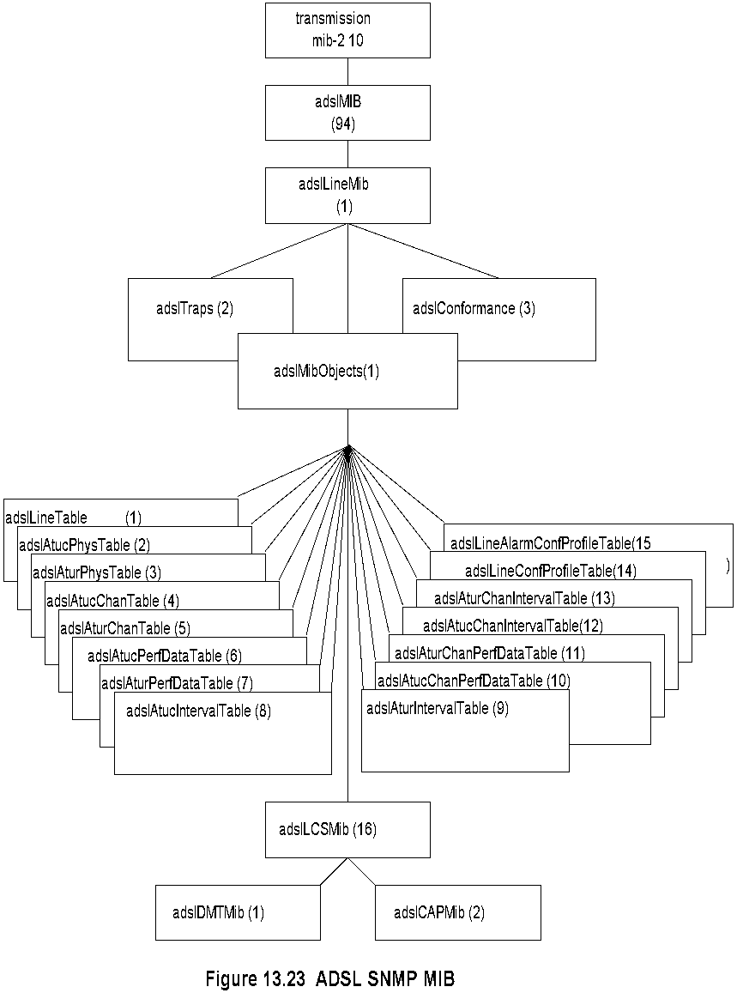 transmission
mib-2 10
adslMIB
(94)
adslLineMib
(1)
adslTraps (2)
adslConformance (3)
adslMibObjects(1)
adslLineTable (1)
adslAtucPhysTable (2)
adslAturPhysTable (3)
adslAtucChanTable (4)
adslAturChanTable (5)
adslAtucPerfDataTable (6)
adslAturPerfDataTable (7)
adslAtucIntervalTable (8)
adslLineAlarmConfProfileTable(15
)
adslLineConfProfileTable(14)
adslAturChanIntervalTable (13)
adslAtucChanIntervalTable(12)
adslAturChanPerfDataTable (11)
adslAtucChanPerfDataTable (10)
adslAturIntervalTable (9)
adslLCSMib (16)
adslDMTMib (1)
adslCAPMib (2)
Figure 13.23 ADSL SNMP MIB